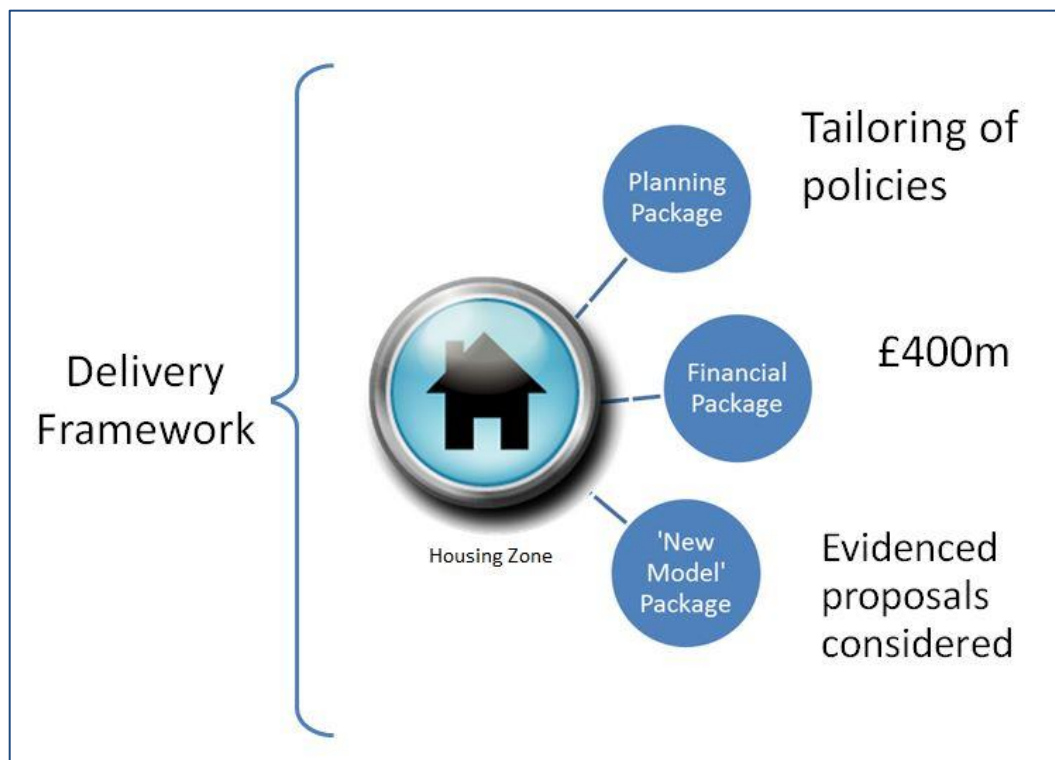 Delivery
Framework
Housing Zone
Planning
Package
Tailoring of
policies
Financial
Package
£400m
'New
Model'
Package
Evidenced
proposals
considered